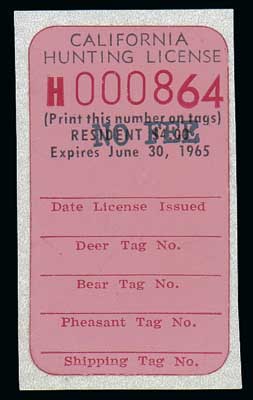 CALIFORNIA
HUNTING LICENSE
H000864
(Print this number on tags)
RESIDENT $4.00
NO FEE
Expires June 30, 1965
Date License Issued
Deer Tag No.
Bear Tag No.
Pheasant Tag No.
Shipping Tag No.